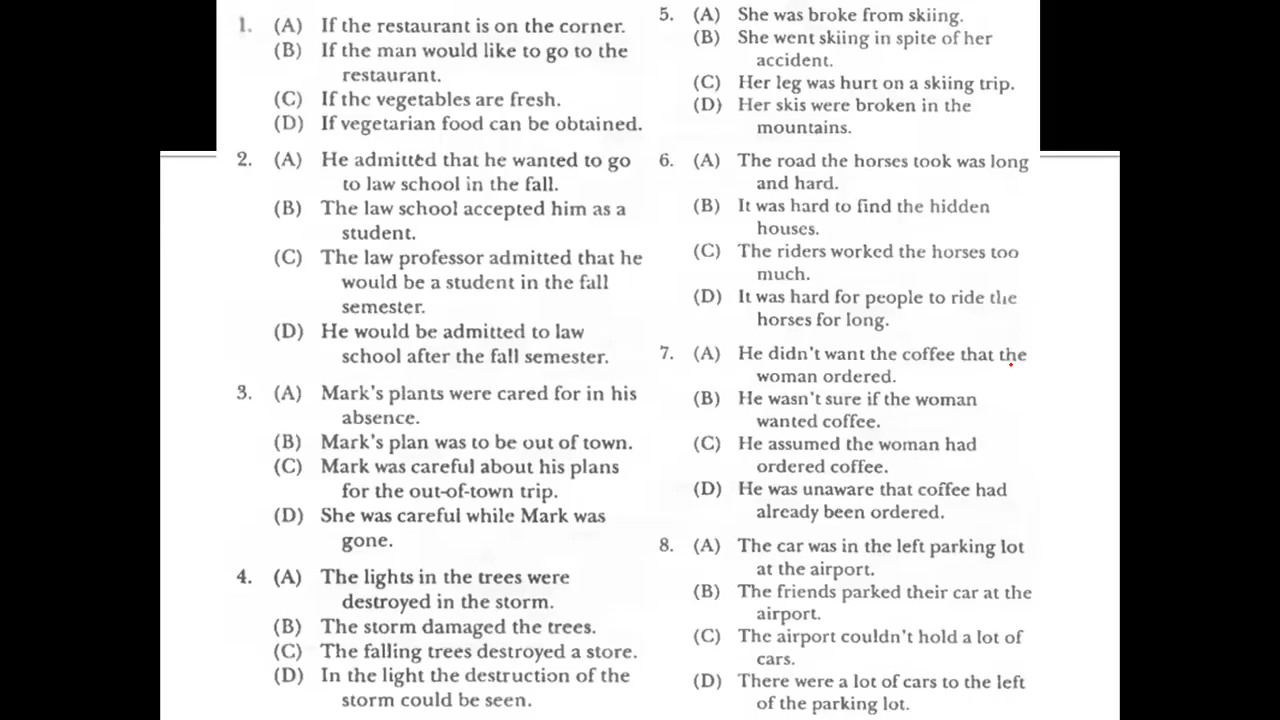 1. (A) If the restaurant is on the corner.
(B) If the man would like to go to the
restaurant.
(C) If the vegetables are fresh.
(D) If vegetarian food can be obtained.
2. (A) He admitted that he wanted to go
to law school in the fall.
(B) The law school accepted him as a
student.
(C) The law professor admitted that he
would be a student in the fall
semester.
(D) He would be admitted to law
school after the fall semester.
3. (A) Mark's plants were cared for in his
absence.
(B) Mark's plan was to be out of town.
(C) Mark was careful about his plans
for the out-of-town trip.
(D) She was careful while Mark was
gone.
4. (A) The lights in the trees were
destroyed in the storm.
(B) The storm damaged the trees.
(C) The falling trees destroyed a store.
(D) In the light the destruction of the
storm could be seen.
5. (A) She was broke from skiing.
(B) She went skiing in spite of her
accident.
(C) Her leg was hurt on a skiing trip.
(D) Her skis were broken in the
mountains.
6. (A) The road the horses took was long
and hard.
(B) It was hard to find the hidden
houses.
(C) The riders worked the horses too
much.
(D) It was hard for people to ride the
horses for long.
7. (A) He didn't want the coffee that the
woman ordered.
(B) He wasn't sure if the woman
wanted coffee.
(C) He assumed the woman had
ordered coffee.
(D) He was unaware that coffee had
already been ordered.
8. (A) The car was in the left parking lot
at the airport.
(B) The friends parked their car at the
airport.
(C) The airport couldn't hold a lot of
cars.
(D) There were a lot of cars to the left
of the parking lot.